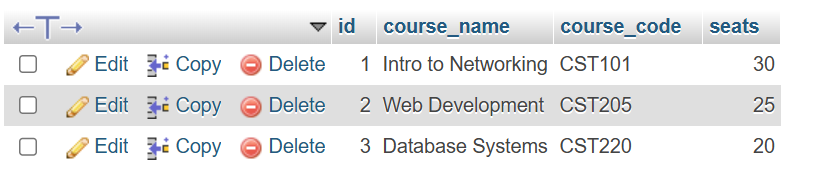 ←T→ id course_name course_code seats
Edit Copy Delete 1 Intro to Networking CST101 30
Edit Copy Delete 2 Web Development CST205 25
Edit Copy Delete 3 Database Systems CST220 20